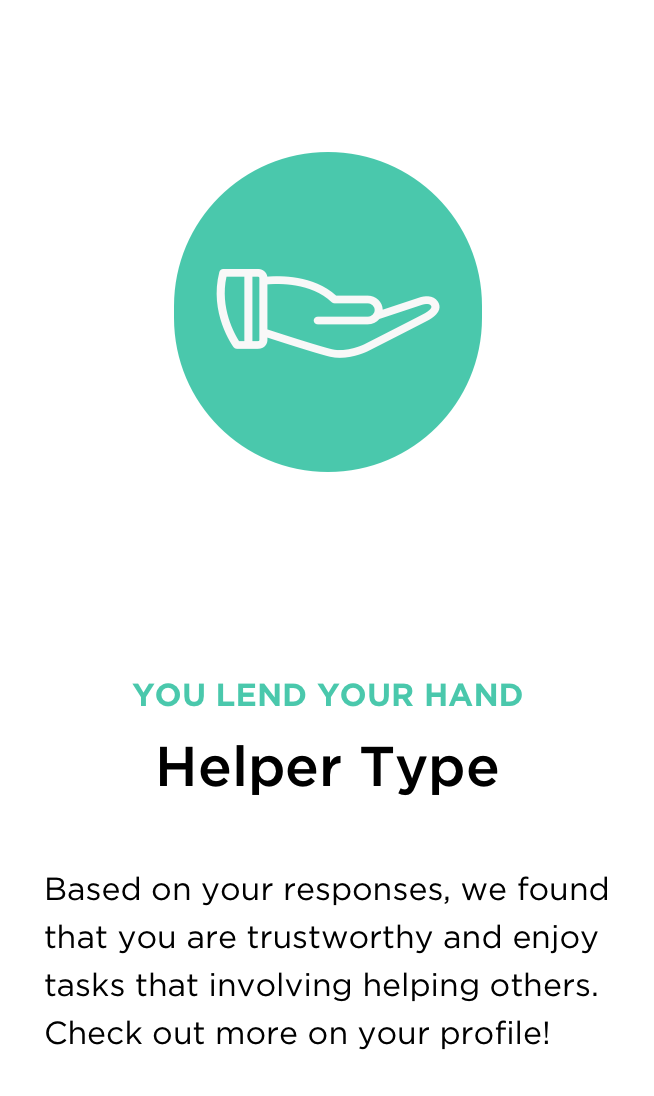 YOU LEND YOUR HAND
Helper Type
Based on your responses, we found
that you are trustworthy and enjoy
tasks that involving helping others.
Check out more on your profile!